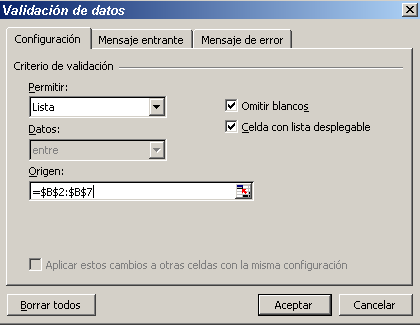 Validación de datos
Configuración
Mensaje entrante
Mensaje de error
Criterio de validación
Permitir:
Lista
Omitir blancos
Datos:
Celda con lista desplegable
entre
Origen:
=$B$2:$B$7
Aplicar estos cambios a otras celdas con la misma configuración
Borrar todos
Aceptar
Cancelar